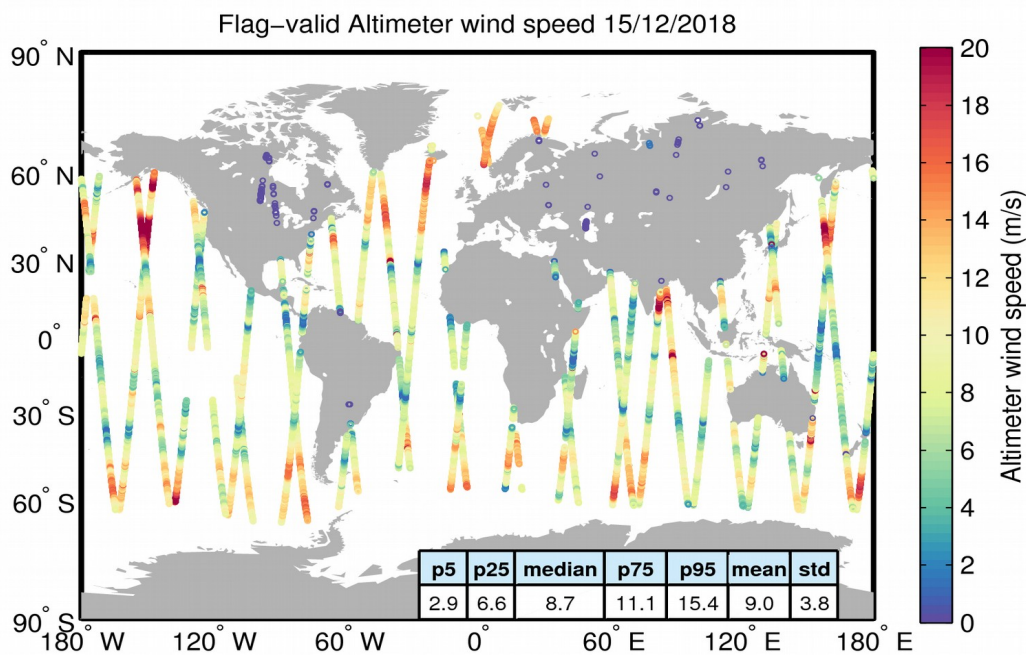 Flag−valid Altimeter wind speed 15/12/2018
90° N
60° N
30° N
0°
30° S
60° S
90° S
180° W
120° W
60° W
0°
60° E
120° E
180° E
p5 p25 median p75 p95 mean std
2.9 6.6 8.7 11.1 15.4 9.0 3.8
20
18
16
14
12
10
8
6
4
2
0
Altimeter wind speed (m/s)